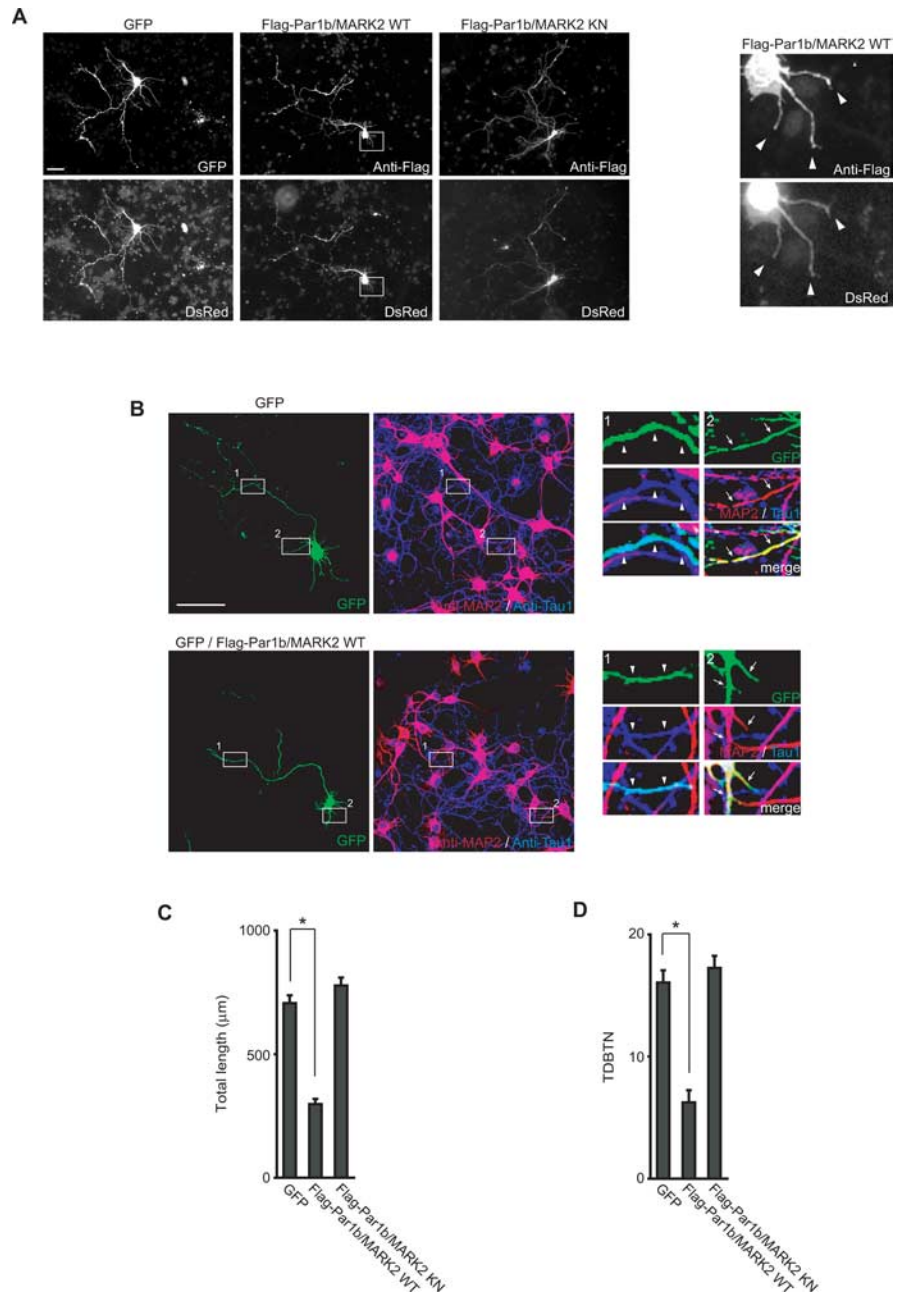 A
GFP
Flag-Par1b/MARK2 WT
Flag-Par1b/MARK2 KN
Flag-Par1b/MARK2 WT
GFP
Anti-Flag
Anti-Flag
Anti-Flag
DsRed
DsRed
DsRed
DsRed
B
GFP
1
2
GFP
1
2
Anti-MAP2 / Anti-Tau1
1
2
GFP
MAP2 / Tau1
merge
GFP / Flag-Par1b/MARK2 WT
1
2
GFP
1
2
Anti-MAP2 / Anti-Tau1
1
2
GFP
MAP2 / Tau1
merge
C
1000
500
0
Total length (μm)
*
GFP
Flag-Par1b/MARK2 WT
Flag-Par1b/MARK2 KN
D
20
10
0
TDBTN
*
GFP
Flag-Par1b/MARK2 WT
Flag-Par1b/MARK2 KN